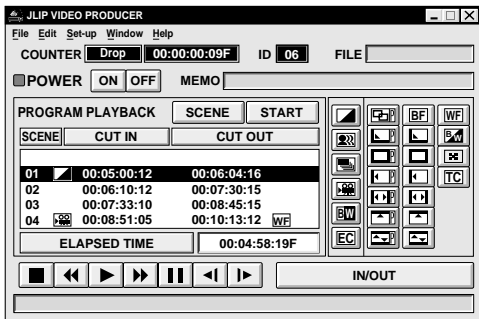 JLIP VIDEO PRODUCER
File Edit Set-up Window Help
COUNTER Drop 00:00:00:09F ID 06 FILE
POWER ON OFF MEMO
PROGRAM PLAYBACK SCENE START
SCENE CUT IN CUT OUT
01 00:05:00:12 00:06:04:16
02 00:06:10:12 00:07:30:15
03 00:07:33:10 00:08:45:15
04 00:08:51:05 00:10:13:12 WF
ELAPSED TIME 00:04:58:19F
P BF WF
P B/W
P
P TC
P
BW P
EC P
IN/OUT